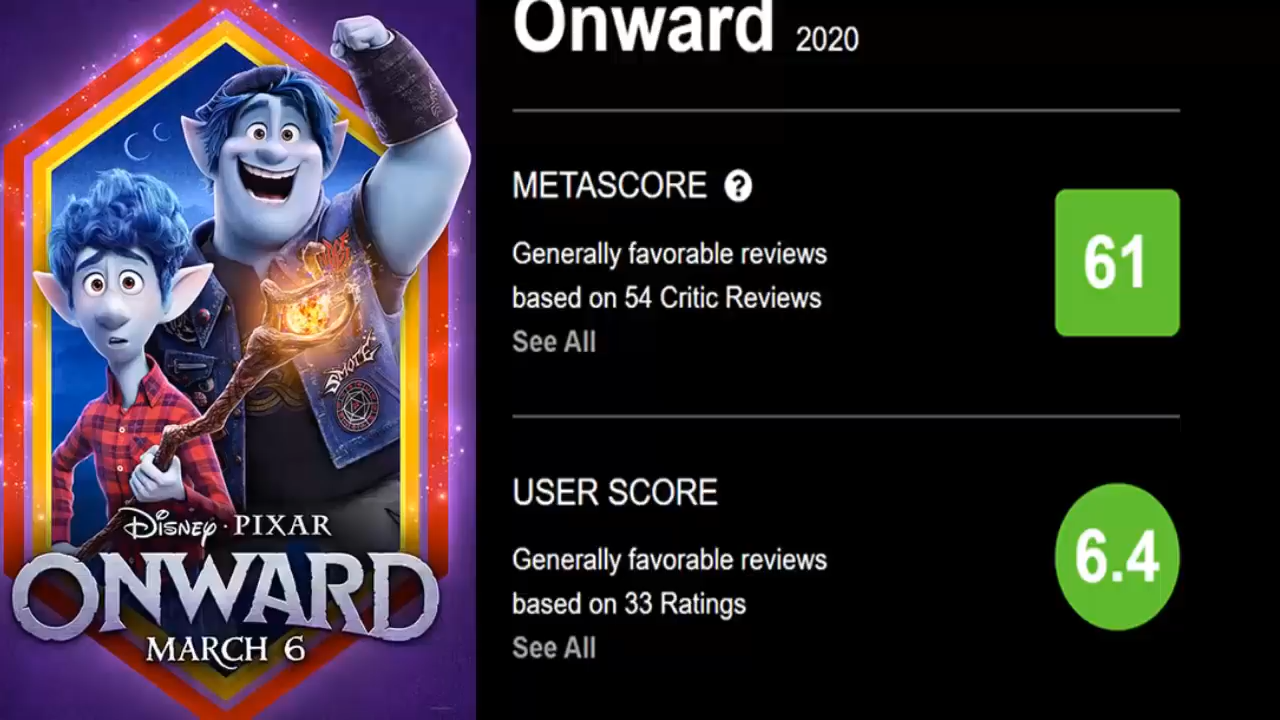 Disney · PIXAR
ONWARD
MARCH 6
SMOTE
Onward 2020
METASCORE ?
Generally favorable reviews
based on 54 Critic Reviews
See All
61
USER SCORE
Generally favorable reviews
based on 33 Ratings
See All
6.4